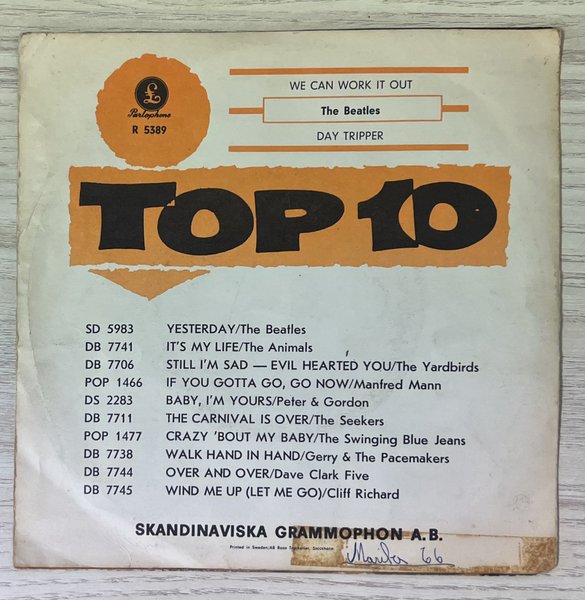 WE CAN WORK IT OUT
The Beatles
DAY TRIPPER
£
Parlophone
R 5389
TOP 10
SD 5983 YESTERDAY/The Beatles
DB 7741 IT'S MY LIFE/The Animals
DB 7706 STILL I'M SAD — EVIL HEARTED YOU/The Yardbirds
POP 1466 IF YOU GOTTA GO, GO NOW/Manfred Mann
DS 2283 BABY, I'M YOURS/Peter & Gordon
DB 7711 THE CARNIVAL IS OVER/The Seekers
POP 1477 CRAZY 'BOUT MY BABY/The Swinging Blue Jeans
DB 7738 WALK HAND IN HAND/Gerry & The Pacemakers
DB 7744 OVER AND OVER/Dave Clark Five
DB 7745 WIND ME UP (LET ME GO)/Cliff Richard
SKANDINAVISKA GRAMMOPHON A.B.
Printed in Sweden/AB
66